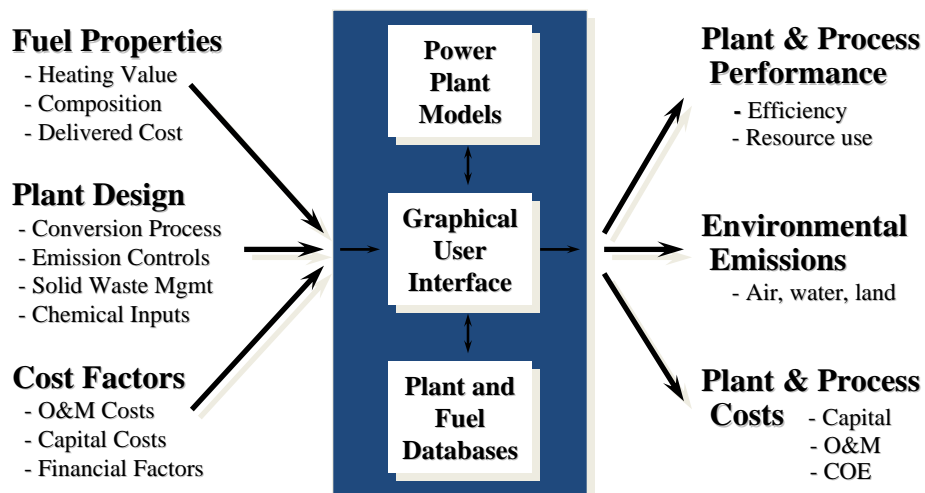 Fuel Properties
- Heating Value
- Composition
- Delivered Cost
Plant Design
- Conversion Process
- Emission Controls
- Solid Waste Mgmt
- Chemical Inputs
Cost Factors
- O&M Costs
- Capital Costs
- Financial Factors
Power
Plant
Models
Graphical
User
Interface
Plant and
Fuel
Databases
Plant & Process
Performance
- Efficiency
- Resource use
Environmental
Emissions
- Air, water, land
Plant & Process
Costs - Capital
- O&M
- COE